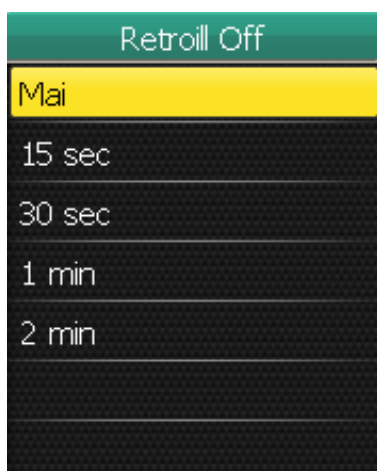 Retroill Off
Mai
15 sec
30 sec
1 min
2 min